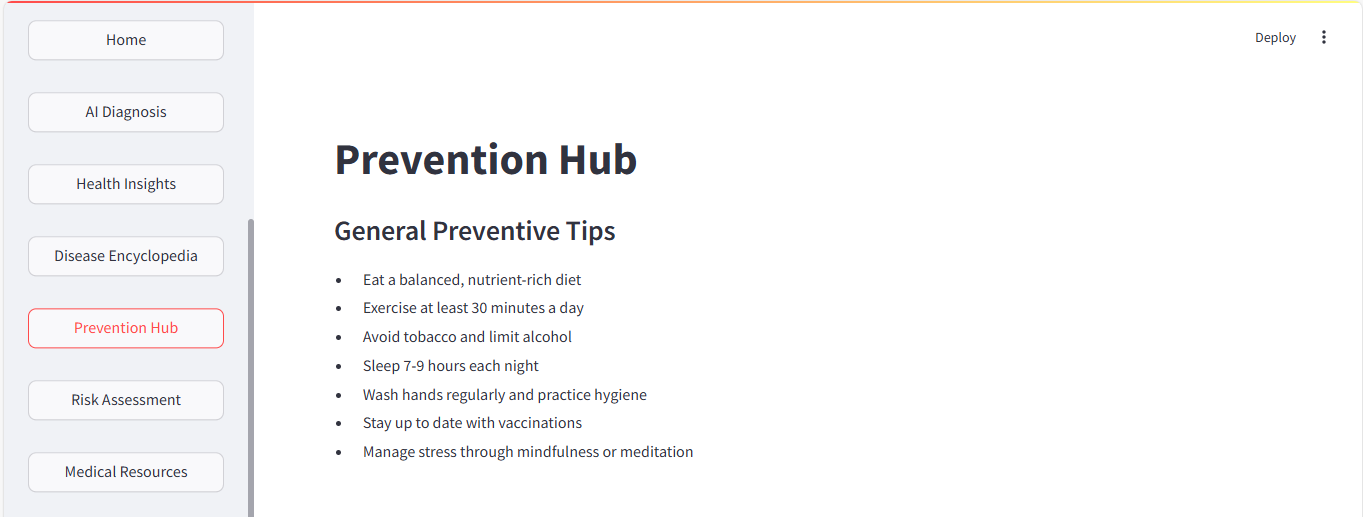 Home
AI Diagnosis
Health Insights
Disease Encyclopedia
Prevention Hub
Risk Assessment
Medical Resources
Deploy
Prevention Hub
General Preventive Tips
• Eat a balanced, nutrient-rich diet
• Exercise at least 30 minutes a day
• Avoid tobacco and limit alcohol
• Sleep 7-9 hours each night
• Wash hands regularly and practice hygiene
• Stay up to date with vaccinations
• Manage stress through mindfulness or meditation